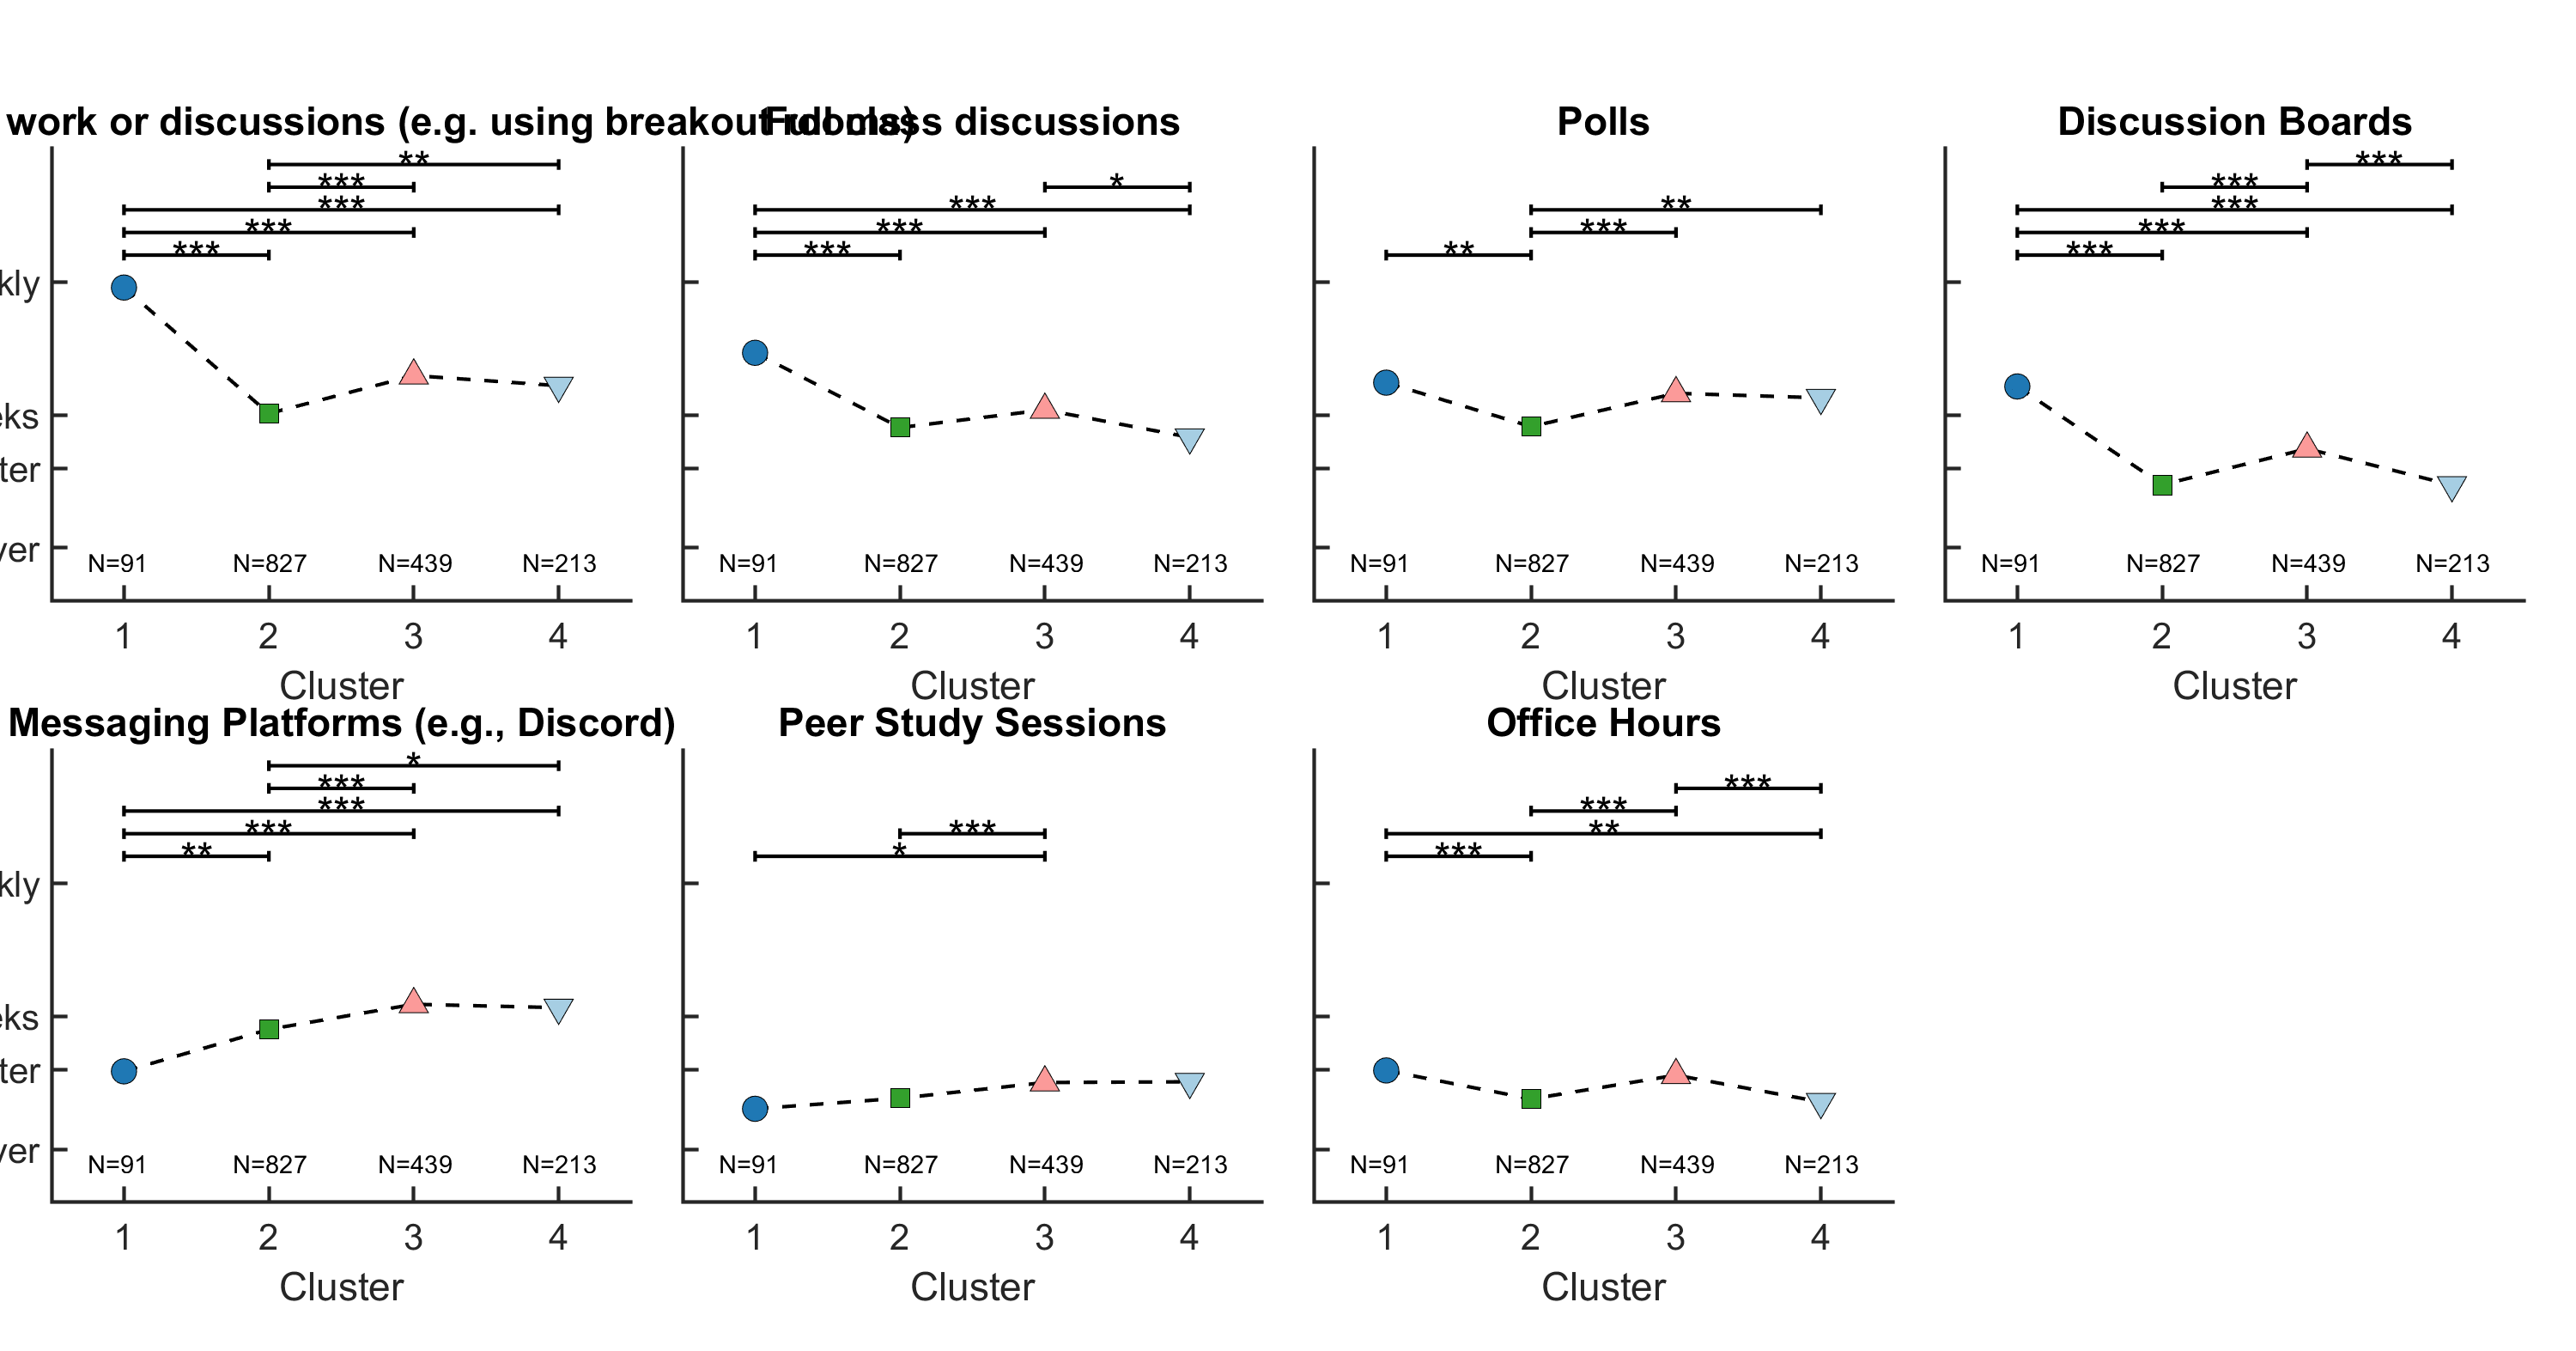 work or discussions (e.g. using breakout rooms)
Full class discussions
Polls
Discussion Boards
** *** *** *** ***
* *** *** ***
** *** **
*** *** *** *** ***
kly
eks
ter
ver
N=91 N=827 N=439 N=213
N=91 N=827 N=439 N=213
N=91 N=827 N=439 N=213
N=91 N=827 N=439 N=213
1 2 3 4
1 2 3 4
1 2 3 4
1 2 3 4
Cluster
Cluster
Cluster
Cluster
Messaging Platforms (e.g., Discord)
Peer Study Sessions
Office Hours
* *** *** *** **
*** *
*** *** ** ***
kly
eks
ter
ver
N=91 N=827 N=439 N=213
N=91 N=827 N=439 N=213
N=91 N=827 N=439 N=213
1 2 3 4
1 2 3 4
1 2 3 4
Cluster
Cluster
Cluster